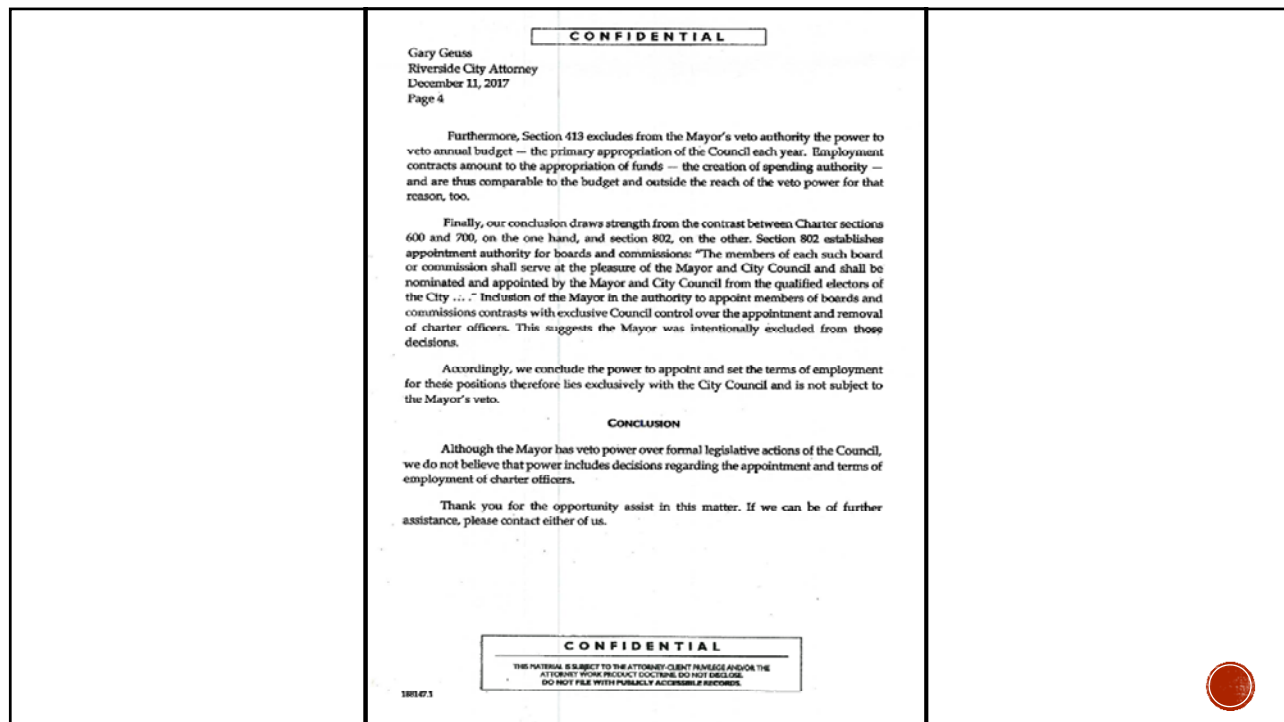 CONFIDENTIAL
Gary Geuss
Riverside City Attorney
December 11, 2017
Page 4
Furthermore, Section 413 excludes from the Mayor's veto authority the power to
veto annual budget — the primary appropriation of the Council each year. Employment
contracts amount to the appropriation of funds — the creation of spending authority —
and are thus comparable to the budget and outside the reach of the veto power for that
reason, too.
Finally, our conclusion draws strength from the contrast between Charter sections
600 and 700, on the one hand, and section 802, on the other. Section 802 establishes
appointment authority for boards and commissions: "The members of each such board
or commission shall serve at the pleasure of the Mayor and City Council and shall be
nominated and appointed by the Mayor and City Council from the qualified electors of
the City . . . ." Inclusion of the Mayor in the authority to appoint members of boards and
commissions contrasts with exclusive Council control over the appointment and removal
of charter officers. This suggests the Mayor was intentionally excluded from those
decisions.
Accordingly, we conclude the power to appoint and set the terms of employment
for these positions therefore lies exclusively with the City Council and is not subject to
the Mayor's veto.
CONCLUSION
Although the Mayor has veto power over formal legislative actions of the Council,
we do not believe that power includes decisions regarding the appointment and terms of
employment of charter officers.
Thank you for the opportunity assist in this matter. If we can be of further
assistance, please contact either of us.
CONFIDENTIAL
THIS MATERIAL IS SUBJECT TO THE ATTORNEY-CLIENT PRIVILEGE AND/OR THE
ATTORNEY WORK PRODUCT DOCTRINE. DO NOT DISCLOSE.
DO NOT FILE WITH PUBLICLY ACCESSIBLE RECORDS.
188147.1